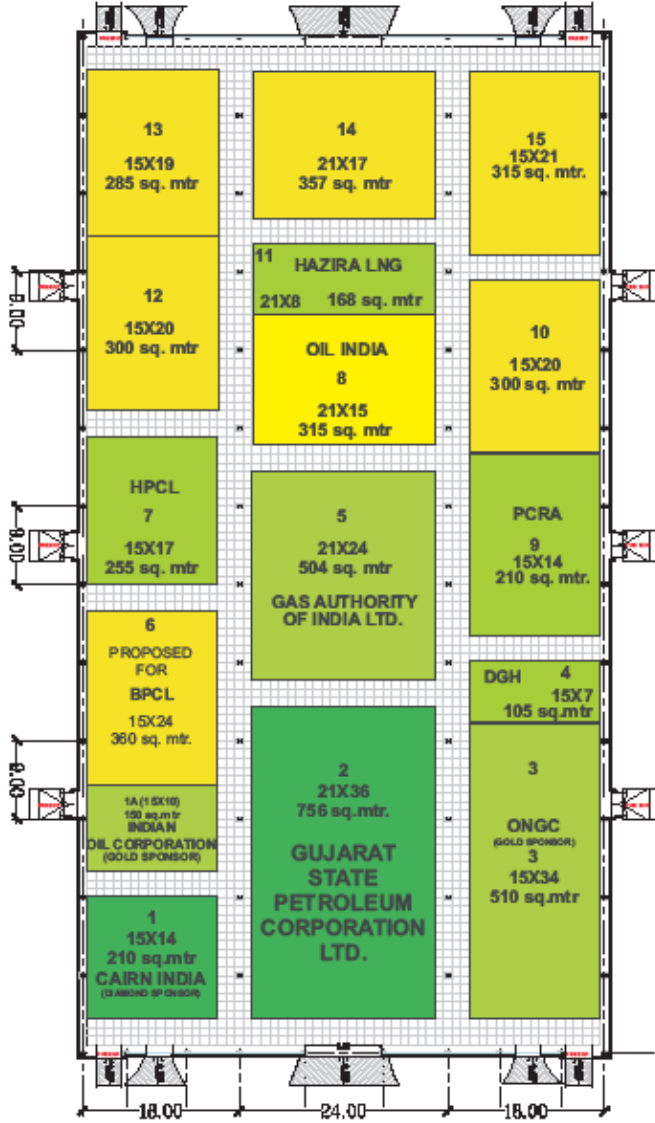 13
15X19
285 sq. mtr
14
21X17
357 sq. mtr
15
15X21
315 sq. mtr.
11
HAZIRA LNG
21X8 168 sq. mtr
12
15X20
300 sq. mtr
OIL INDIA
8
21X15
315 sq. mtr
10
15X20
300 sq. mtr
9.00
HPCL
7
15X17
255 sq. mtr
5
21X24
504 sq. mtr
GAS AUTHORITY
OF INDIA LTD.
PCRA
9
15X14
210 sq. mtr.
9.00
6
PROPOSED
FOR
BPCL
15X24
360 sq. mtr.
DGH 4
15X7
105 sq.mtr
9.00
1A (15X10)
150 sq.mtr
INDIAN
OIL CORPORATION
(GOLD SPONSOR)
2
21X36
756 sq.mtr.
GUJARAT
STATE
PETROLEUM
CORPORATION
LTD.
3
ONGC
(GOLD SPONSOR)
3
15X34
510 sq.mtr
1
15X14
210 sq.mtr
CAIRN INDIA
(DIAMOND SPONSOR)
18.00
24.00
18.00